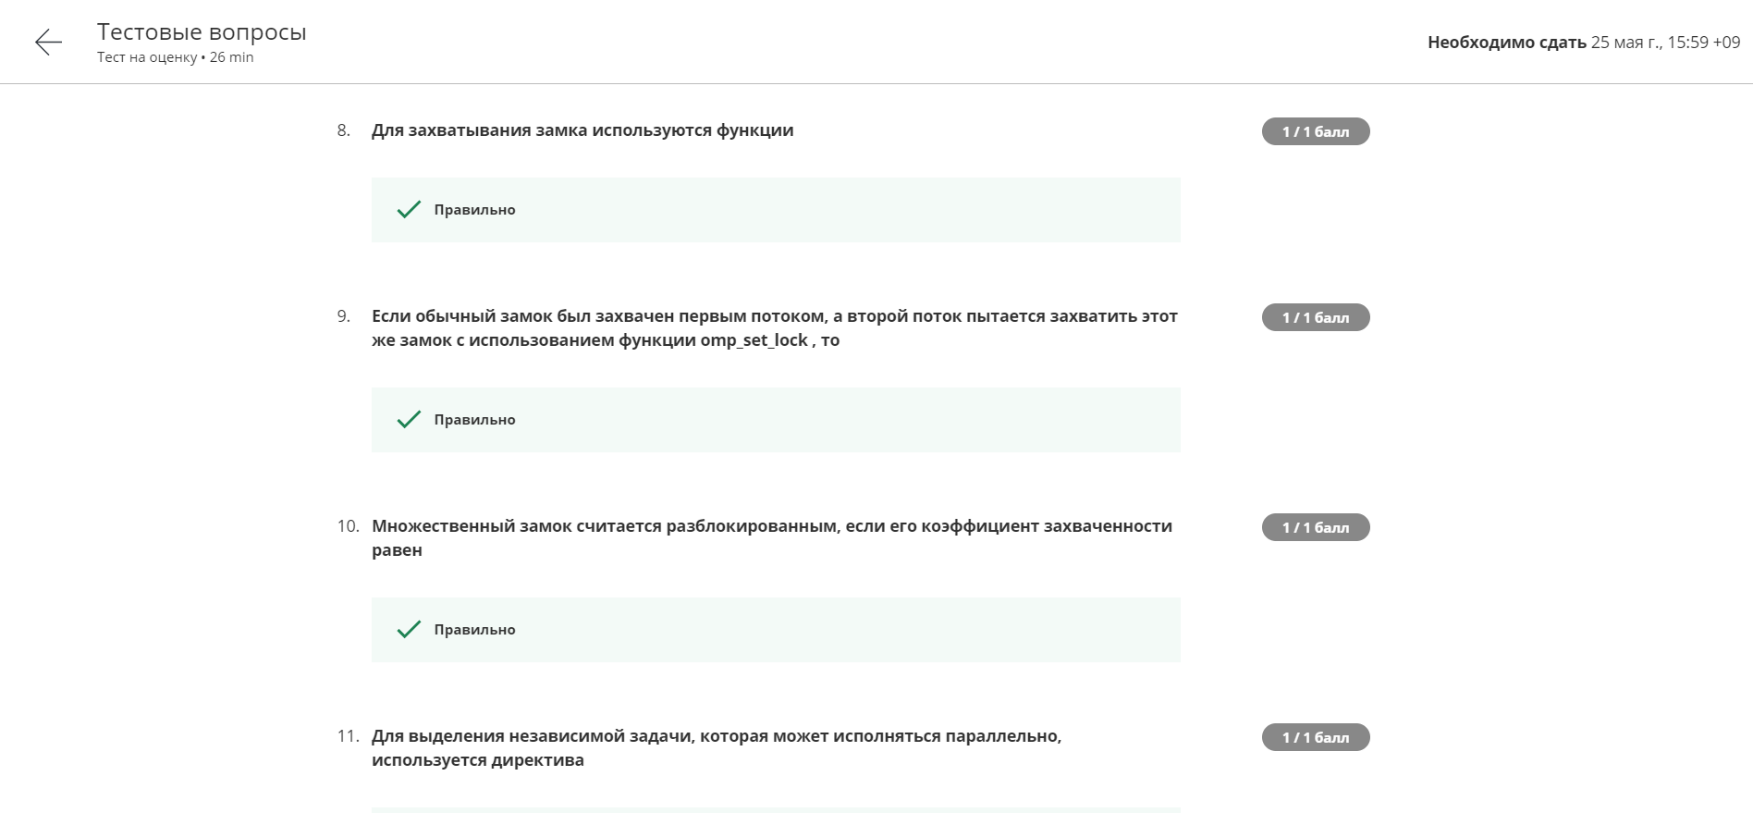 Тестовые вопросы
Тест на оценку • 26 min
Необходимо сдать 25 мая г., 15:59 +09
8. Для захватывания замка используются функции
1 / 1 балл
Правильно
9. Если обычный замок был захвачен первым потоком, а второй поток пытается захватить этот
же замок с использованием функции omp_set_lock , то
1 / 1 балл
Правильно
10. Множественный замок считается разблокированным, если его коэффициент захваченности
равен
1 / 1 балл
Правильно
11. Для выделения независимой задачи, которая может исполняться параллельно,
используется директива
1 / 1 балл